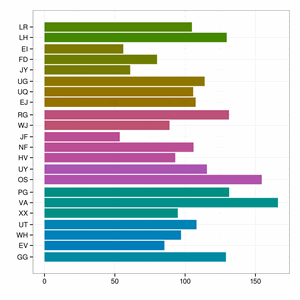 LR
LH
EI
FD
JY
UG
UQ
EJ
RG
WJ
JF
NF
HV
UY
OS
PG
VA
XX
UT
WH
EV
GG
0 50 100 150